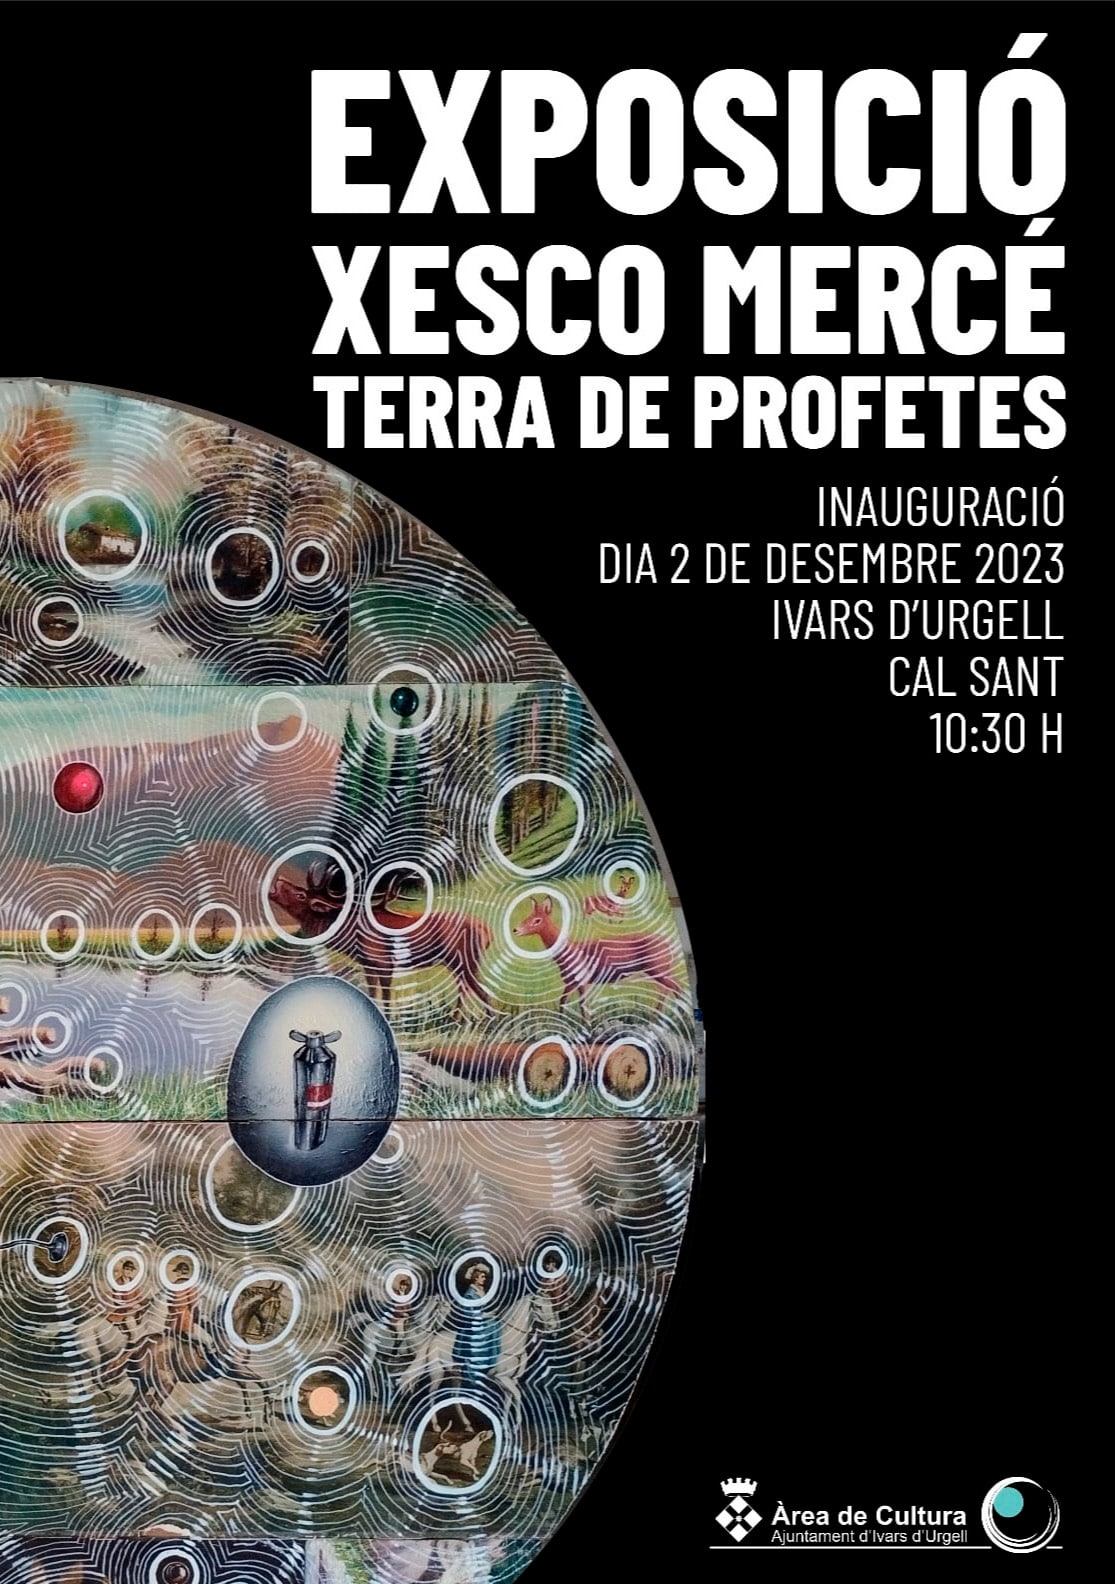 EXPOSICIÓ
XESCO MERCÉ
TERRA DE PROFETES
INAUGURACIÓ
DIA 2 DE DESEMBRE 2023
IVARS D'URGELL
CAL SANT
10:30 H
Àrea de Cultura
Ajuntament d'Ivars d'Urgell